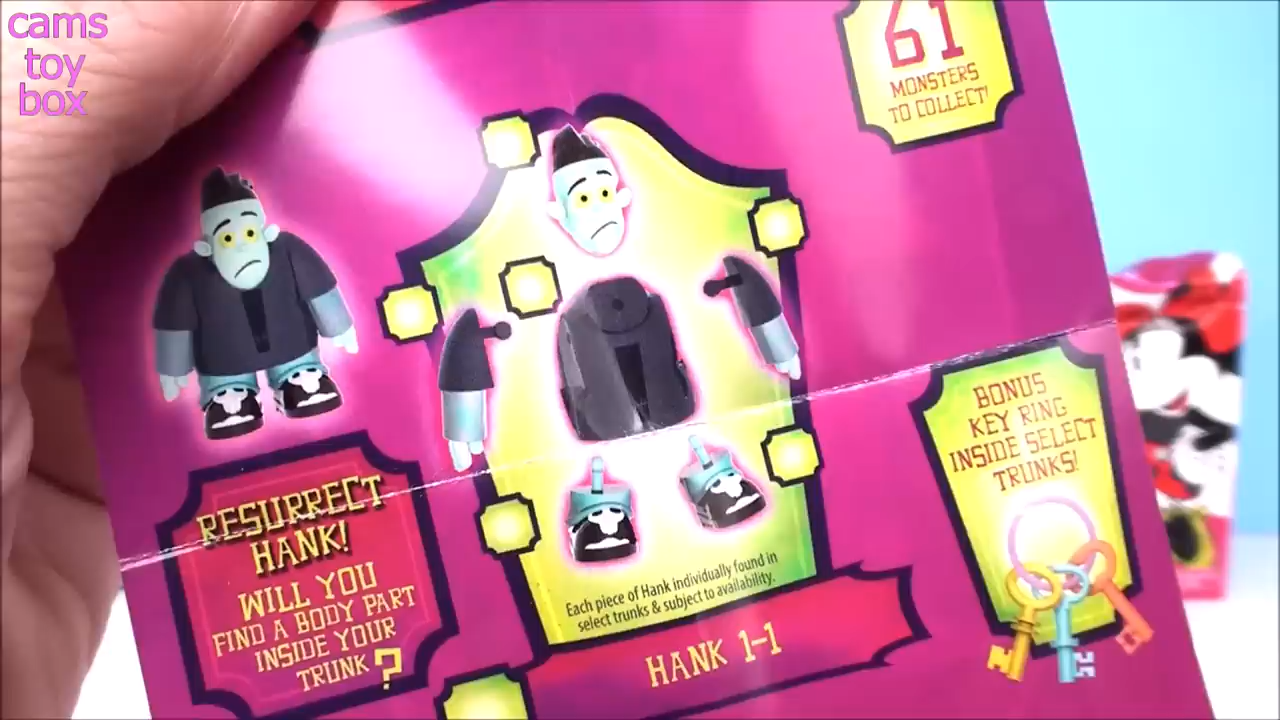 cams
toy
box
61
MONSTERS
TO COLLECT!
BONUS
KEY RING
INSIDE SELECT
TRUNKS!
RESURRECT
HANK!
WILL YOU
FIND A BODY PART
INSIDE YOUR
TRUNK?
Each piece of Hank individually found in
select trunks & subject to availability.
HANK 1-1